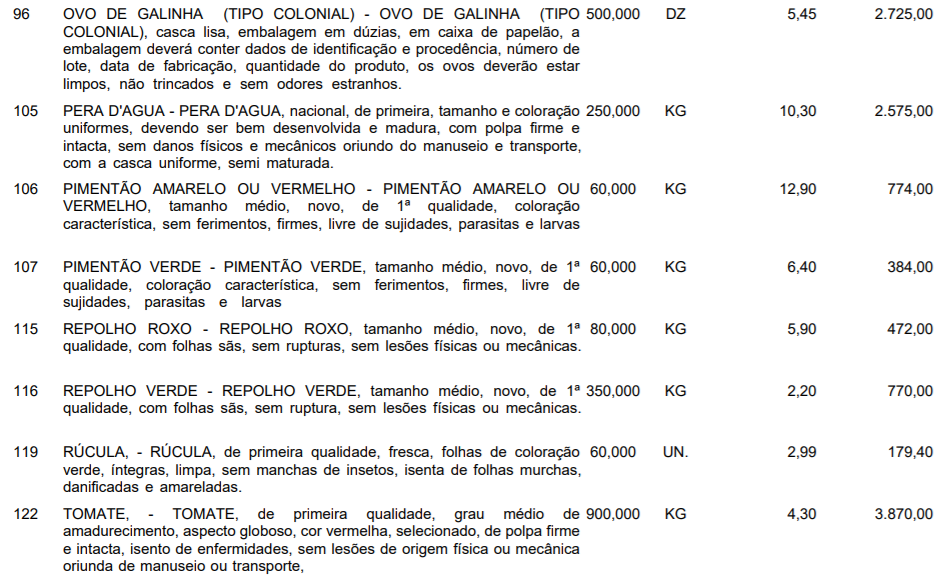 96 OVO DE GALINHA (TIPO COLONIAL) - OVO DE GALINHA (TIPO 500,000 DZ 5,45 2.725,00
COLONIAL), casca lisa, embalagem em dúzias, em caixa de papelão, a
embalagem deverá conter dados de identificação e procedência, número de
lote, data de fabricação, quantidade do produto, os ovos deverão estar
limpos, não trincados e sem odores estranhos.
105 PERA D'AGUA - PERA D'AGUA, nacional, de primeira, tamanho e coloração 250,000 KG 10,30 2.575,00
uniformes, devendo ser bem desenvolvida e madura, com polpa firme e
intacta, sem danos físicos e mecânicos oriundo do manuseio e transporte,
com a casca uniforme, semi maturada.
106 PIMENTÃO AMARELO OU VERMELHO - PIMENTÃO AMARELO OU 60,000 KG 12,90 774,00
VERMELHO, tamanho médio, novo, de 1ª qualidade, coloração
característica, sem ferimentos, firmes, livre de sujidades, parasitas e larvas
107 PIMENTÃO VERDE - PIMENTÃO VERDE, tamanho médio, novo, de 1ª 60,000 KG 6,40 384,00
qualidade, coloração característica, sem ferimentos, firmes, livre de
sujidades, parasitas e larvas
115 REPOLHO ROXO - REPOLHO ROXO, tamanho médio, novo, de 1ª 80,000 KG 5,90 472,00
qualidade, com folhas sãs, sem rupturas, sem lesões físicas ou mecânicas.
116 REPOLHO VERDE - REPOLHO VERDE, tamanho médio, novo, de 1ª 350,000 KG 2,20 770,00
qualidade, com folhas sãs, sem ruptura, sem lesões físicas ou mecânicas.
119 RÚCULA, - RÚCULA, de primeira qualidade, fresca, folhas de coloração 60,000 UN. 2,99 179,40
verde, íntegras, limpa, sem manchas de insetos, isenta de folhas murchas,
danificadas e amareladas.
122 TOMATE, - TOMATE, de primeira qualidade, grau médio de 900,000 KG 4,30 3.870,00
amadurecimento, aspecto globoso, cor vermelha, selecionado, de polpa firme
e intacta, isento de enfermidades, sem lesões de origem física ou mecânica
oriunda de manuseio ou transporte,